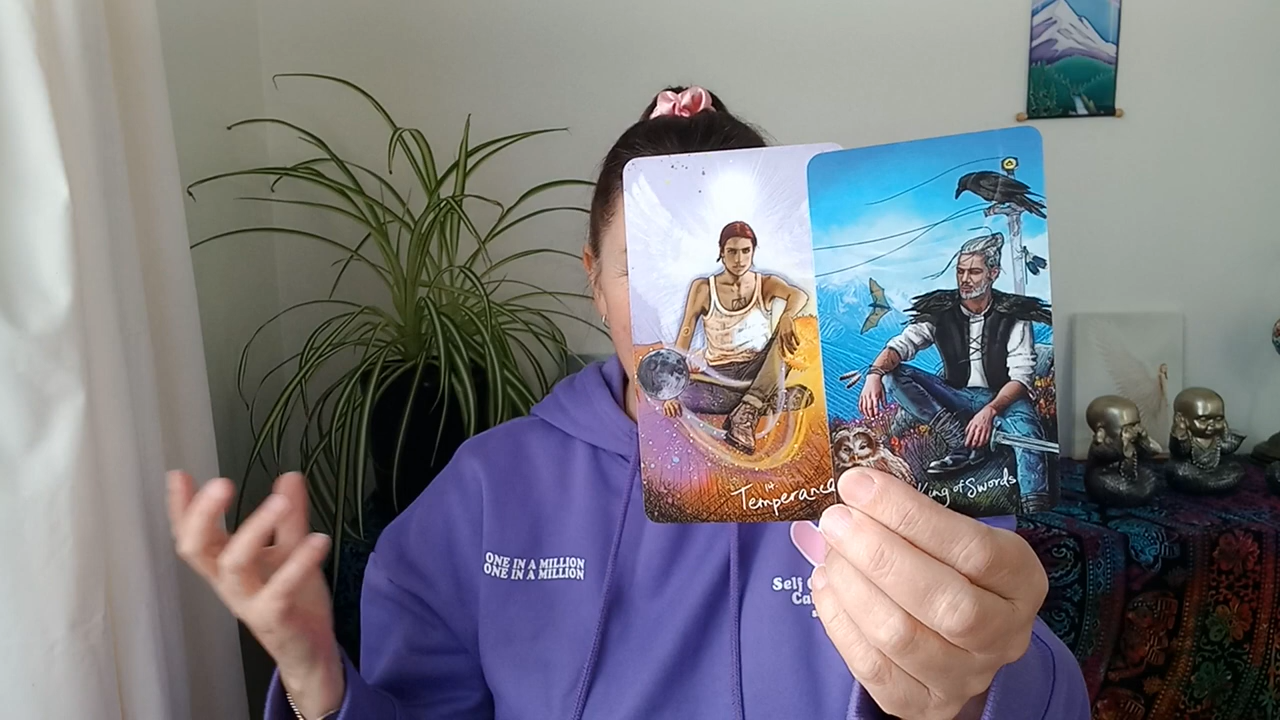 14
Temperance
King of Swords
ONE IN A MILLION
ONE IN A MILLION
Self